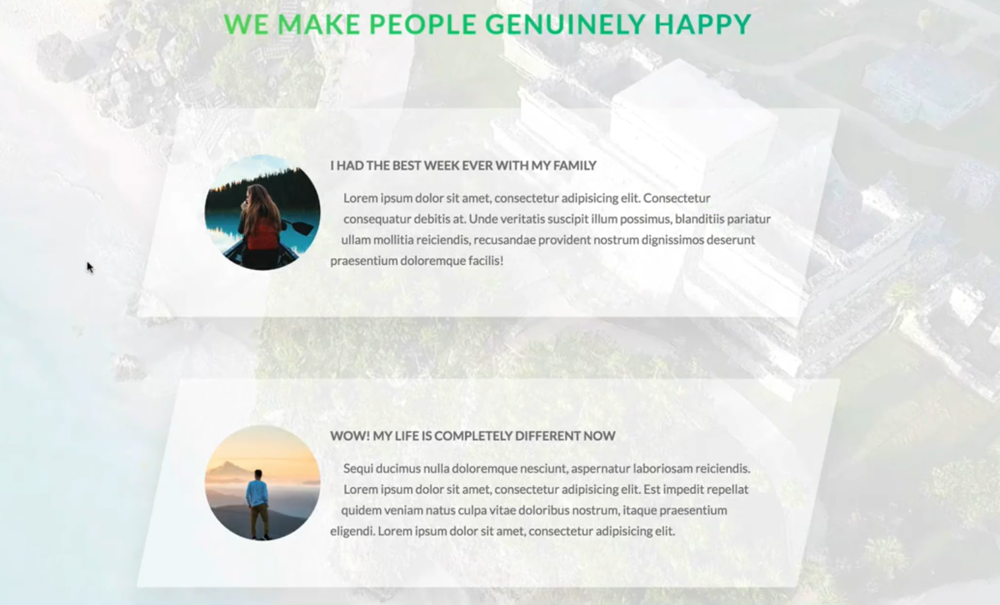 WE MAKE PEOPLE GENUINELY HAPPY
I HAD THE BEST WEEK EVER WITH MY FAMILY
Lorem ipsum dolor sit amet, consectetur adipisicing elit. Consectetur
consequatur debitis at. Unde veritatis suscipit illum possimus, blanditiis pariatur
ullam mollitia reiciendis, recusandae provident nostrum dignissimos deserunt
praesentium doloremque facilis!
WOW! MY LIFE IS COMPLETELY DIFFERENT NOW
Sequi ducimus nulla doloremque nesciunt, aspernatur laboriosam reiciendis.
Lorem ipsum dolor sit amet, consectetur adipisicing elit. Est impedit repellat
quidem veniam natus culpa vitae doloribus nostrum, itaque praesentium
eligendi. Lorem ipsum dolor sit amet, consectetur adipisicing elit.